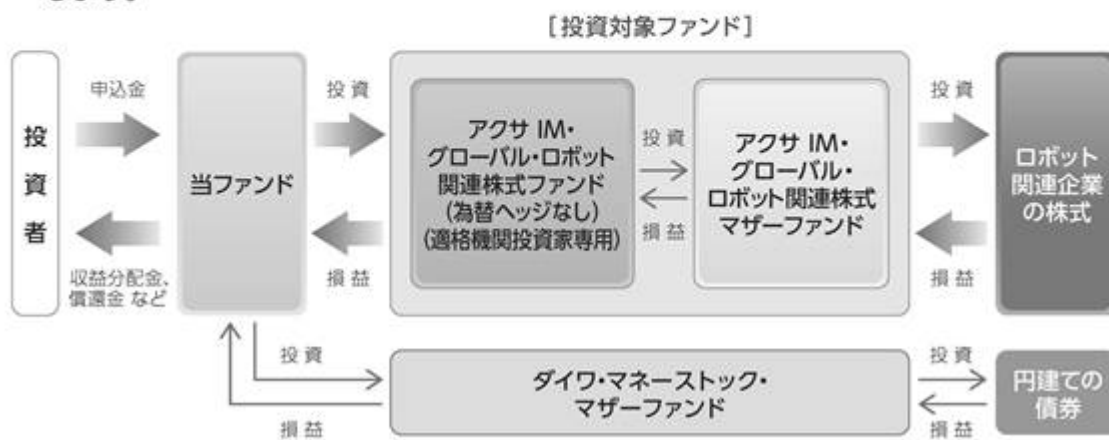 [投資対象ファンド]
投資者
申込金
収益分配金、
償還金 など
当ファンド
投資
損益
アクサ IM・
グローバル・ロボット
関連株式ファンド
(為替ヘッジなし)
(適格機関投資家専用)
投資
損益
アクサ IM・
グローバル・
ロボット関連株式
マザーファンド
投資
損益
ロボット
関連企業
の株式
投資
損益
ダイワ・マネーストック・
マザーファンド
投資
損益
円建ての
債券